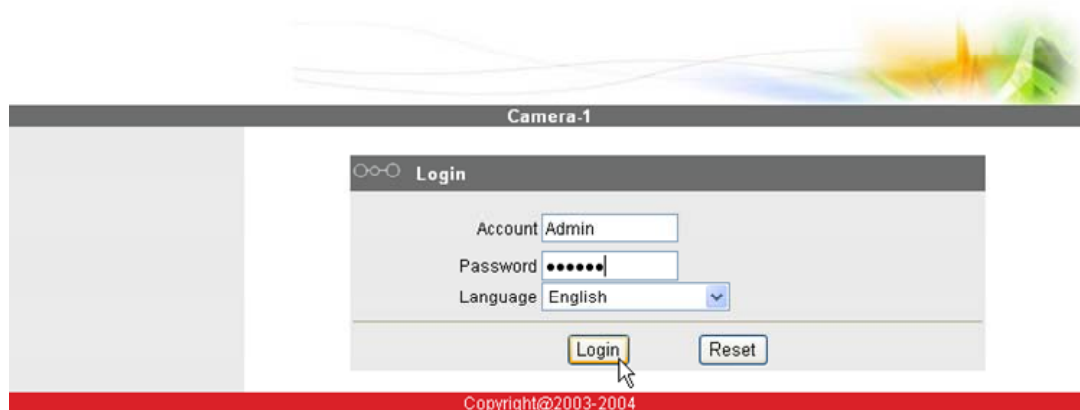 Camera-1
Login
Account Admin
Password ●●●●●●
Language English
Login Reset
Copyright@2003-2004